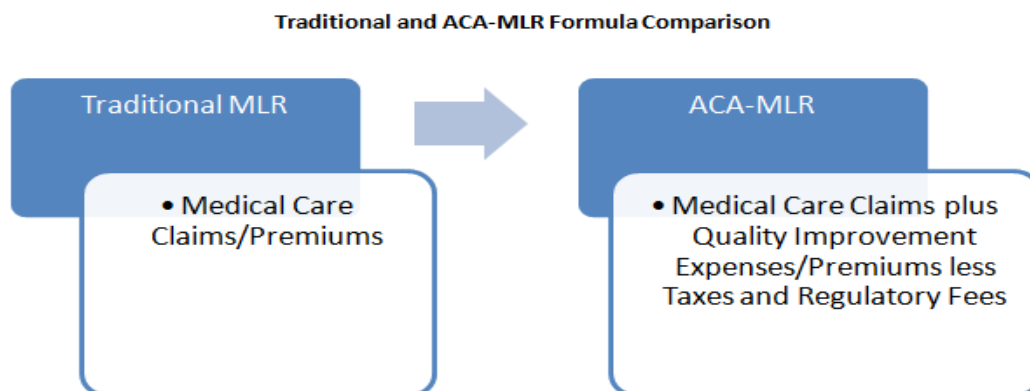 Traditional and ACA-MLR Formula Comparison
Traditional MLR
• Medical Care
Claims/Premiums
ACA-MLR
• Medical Care Claims plus
Quality Improvement
Expenses/Premiums less
Taxes and Regulatory Fees